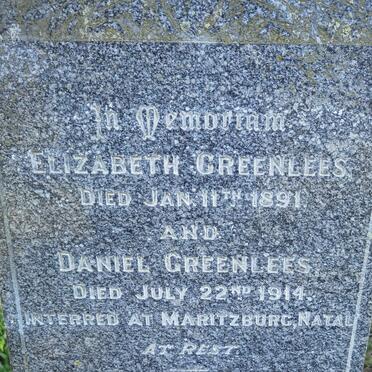 In Memoriam
ELIZABETH GREENLEES,
DIED JAN. 11TH 1891.
AND
DANIEL GREENLEES,
DIED JULY 22ND 1914.
INTERRED AT MARITZBURG, NATAL
AT REST